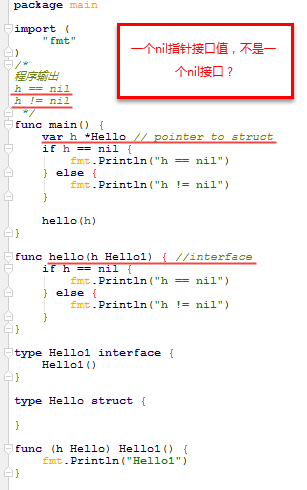 package main
import (
"fmt"
)
/*
程序输出
h == nil
h != nil
*/
func main() {
var h *Hello // pointer to struct
if h == nil {
fmt.Println("h == nil")
} else {
fmt.Println("h != nil")
}
hello(h)
}
func hello(h Hello1) { //interface
if h == nil {
fmt.Println("h == nil")
} else {
fmt.Println("h != nil")
}
}
type Hello1 interface {
Hello1()
}
type Hello struct {
}
func (h Hello) Hello1() {
fmt.Println("Hello1")
}
一个nil指针接口值，不是一
个nil接口？